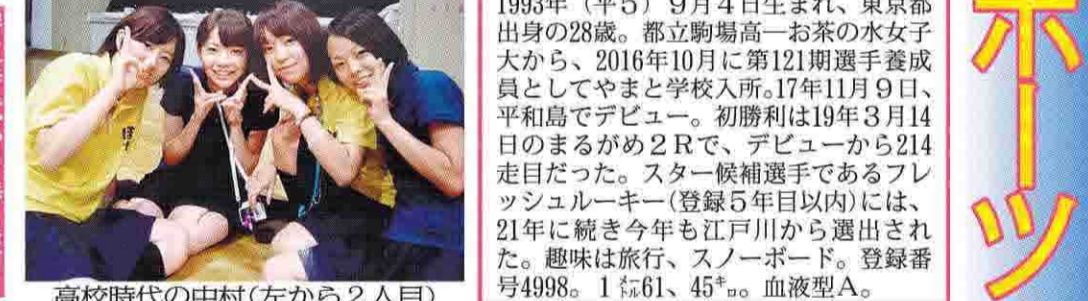 1993年（平5）9月4日生まれ、東京都
出身の28歳。都立駒場高―お茶の水女子
大から、2016年10月に第121期選手養成
員としてやまと学校入所。17年11月9日、
平和島でデビュー。初勝利は19年3月14
日のまるがめ2Rで、デビューから214
走目だった。スター候補選手であるフレ
ッシュルーキー(登録5年目以内)には、
21年に続き今年も江戸川から選出され
た。趣味は旅行、スノーボード。登録番
号4998。1㍍61、45㌔。血液型A。
高校時代の中村(左から2人目)
ポーツ